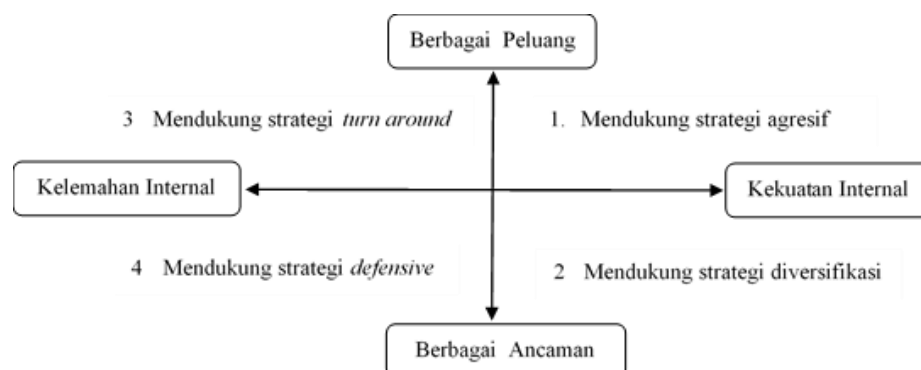 Berbagai Peluang
3 Mendukung strategi turn around
1. Mendukung strategi agresif
Kelemahan Internal
Kekuatan Internal
4 Mendukung strategi defensive
2 Mendukung strategi diversifikasi
Berbagai Ancaman